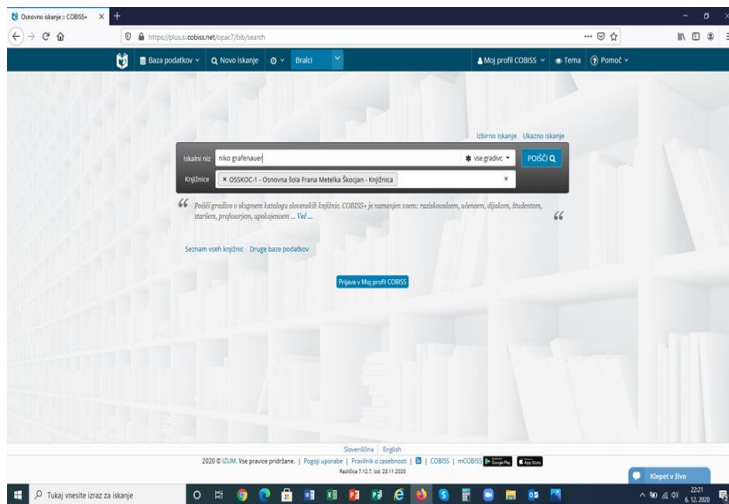 Osnovno iskanje :: COBISS+
https://plus.si.cobiss.net/opac7/bib/search
Baza podatkov
Novo iskanje
Bralci
Moj profil COBISS
Tema
Pomoč
Izbirno iskanje
Ukazno iskanje
Iskalni niz
niko grafenauer
vse gradivo
POIŠČI
Knjižnice
× OSSKOC-1 - Osnovna šola Frana Metelka Škocjan - Knjižnica
×
Poišči gradivo v skupnem katalogu slovenskih knjižnic. COBISS+ je namenjen vsem: raziskovalcem, učencem, dijakom, študentom,
staršem, profesorjem, upokojencem ... Več ...
Seznam vseh knjižnic
Druge baze podatkov
Prijava v Moj profil COBISS
Slovenščina | English
2020 © IZUM. Vse pravice pridržane. | Pogoji uporabe | Pravilnik o zasebnosti | | COBISS | mCOBISS Google Play App Store
Različica 7.12.7, izd. 23.11.2020
Klepet v živo
Tukaj vnesite izraz za iskanje
22:21
6. 12. 2020